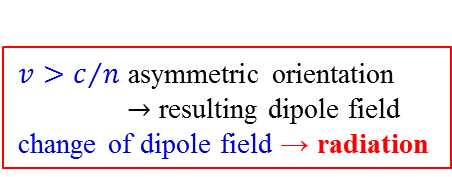 v > c/n asymmetric orientation
→ resulting dipole field
change of dipole field → radiation